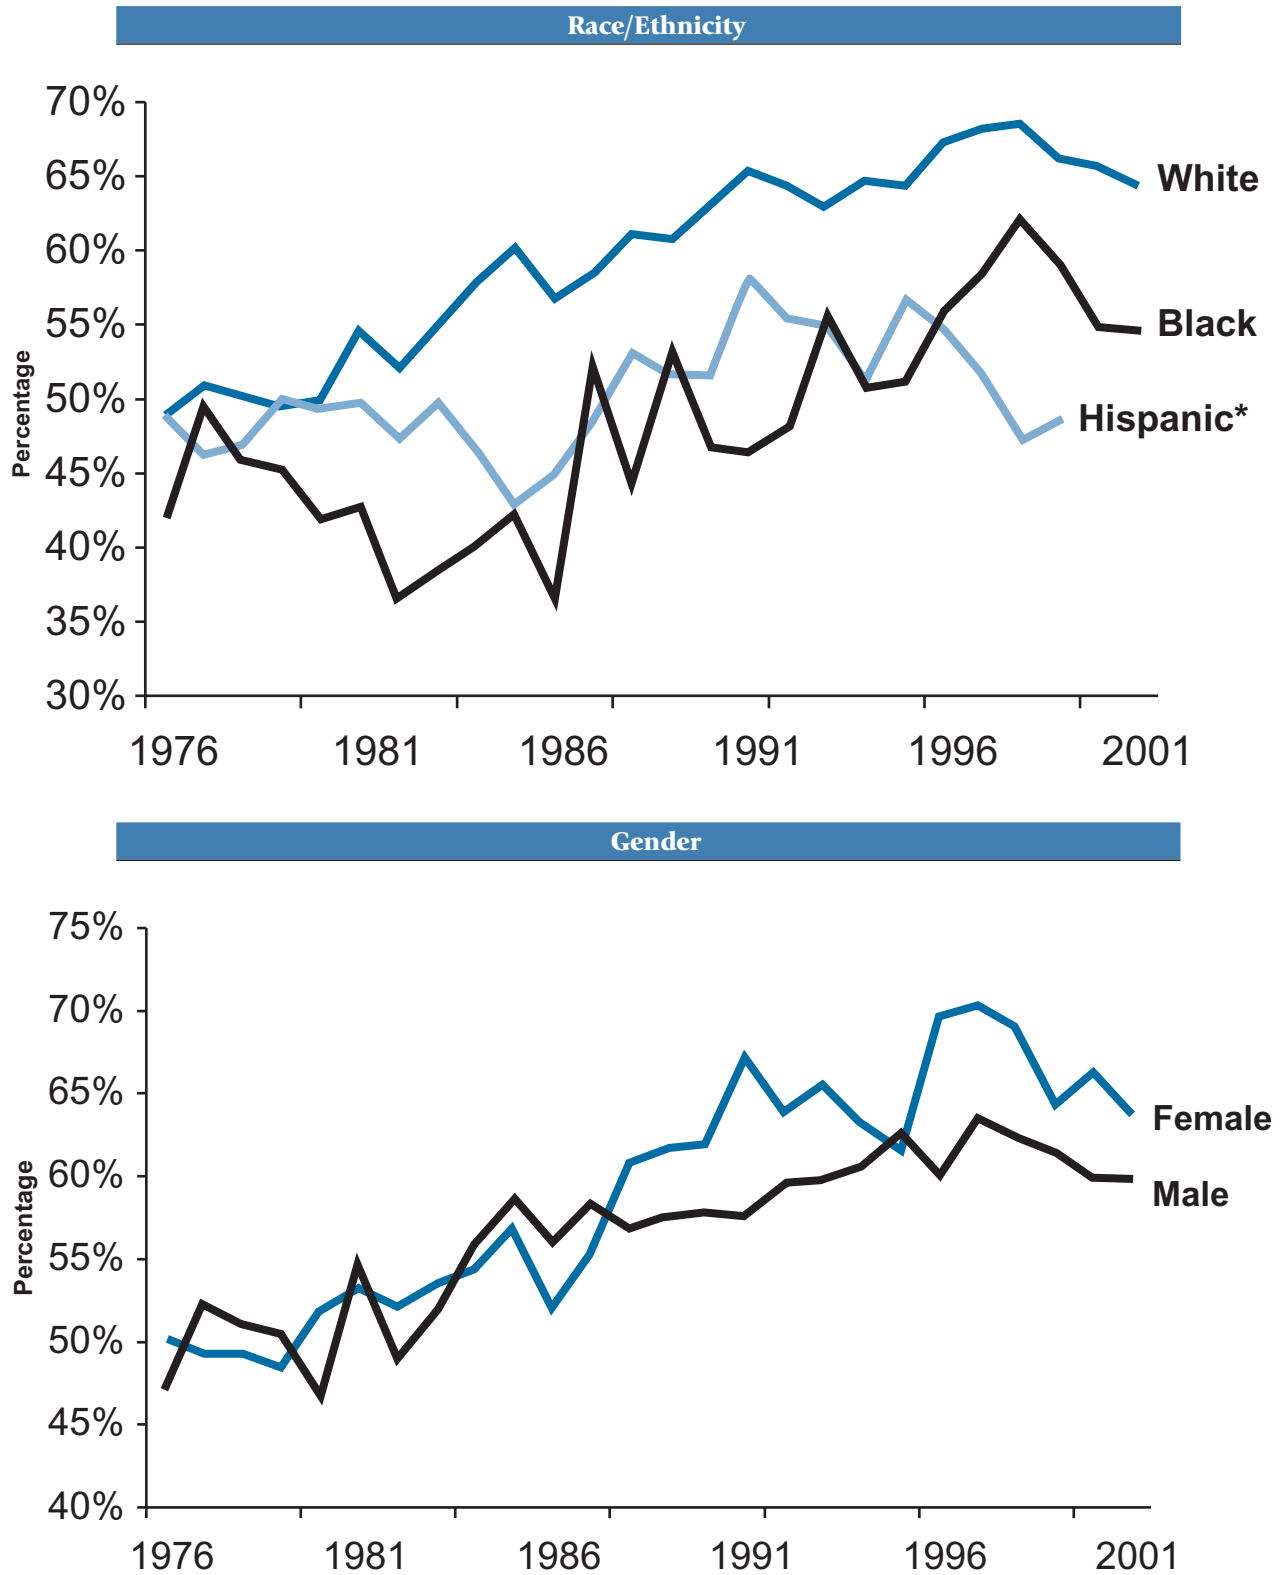 Race/Ethnicity
Percentage
70%
65%
60%
55%
50%
45%
40%
35%
30%
White
Black
Hispanic*
1976 1981 1986 1991 1996 2001
Gender
Percentage
75%
70%
65%
60%
55%
50%
45%
40%
Female
Male
1976 1981 1986 1991 1996 2001